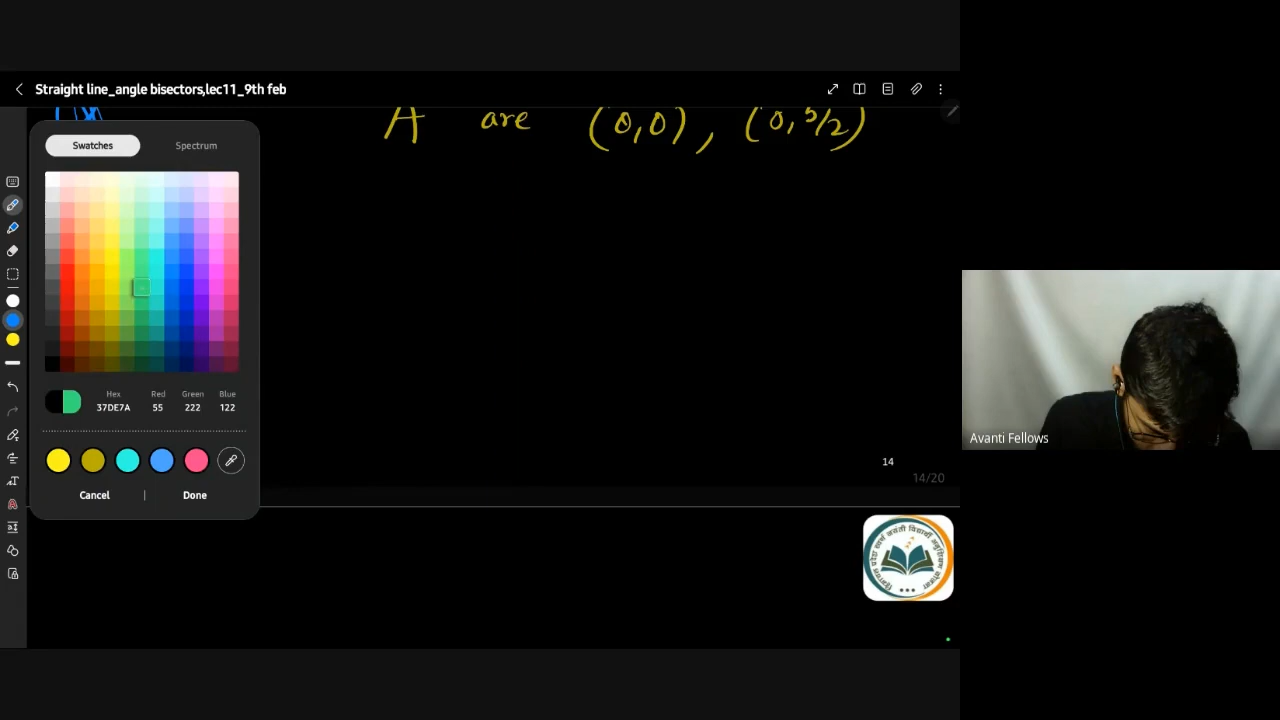 Straight line_angle bisectors,lec11_9th feb
A are (0,0), (0,5/2)
Swatches Spectrum
Hex Red Green Blue
37DE7A 55 222 122
Cancel | Done
14
14/20
Avanti Fellows